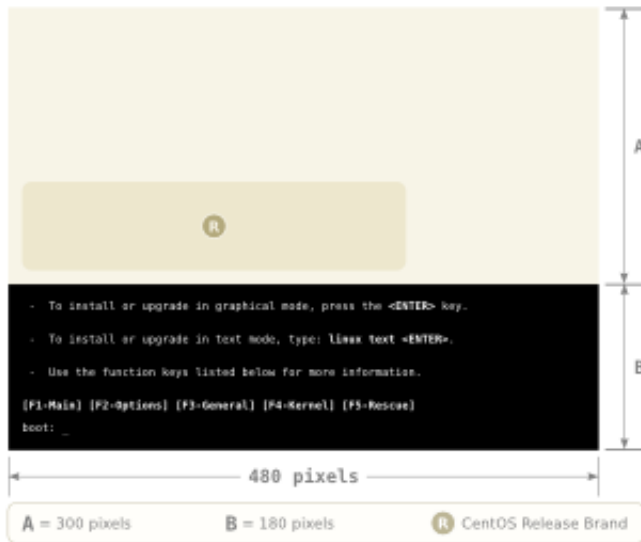 A
R
- To install or upgrade in graphical mode, press the <ENTER> key.
- To install or upgrade in text mode, type: linux text <ENTER>.
- Use the function keys listed below for more information.
[F1-Main] [F2-Options] [F3-General] [F4-Kernel] [F5-Rescue]
boot: _
B
480 pixels
A = 300 pixels B = 180 pixels R CentOS Release Brand